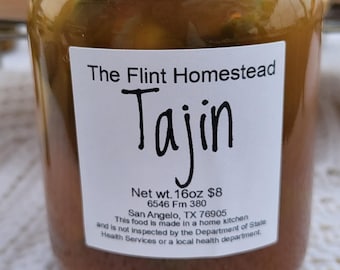 The Flint Homestead
Tajin
Net wt.16oz $8
6546 Fm 380
San Angelo, TX 76905
This food is made in a home kitchen
and is not inspected by the Department of State
Health Services or a local health department.